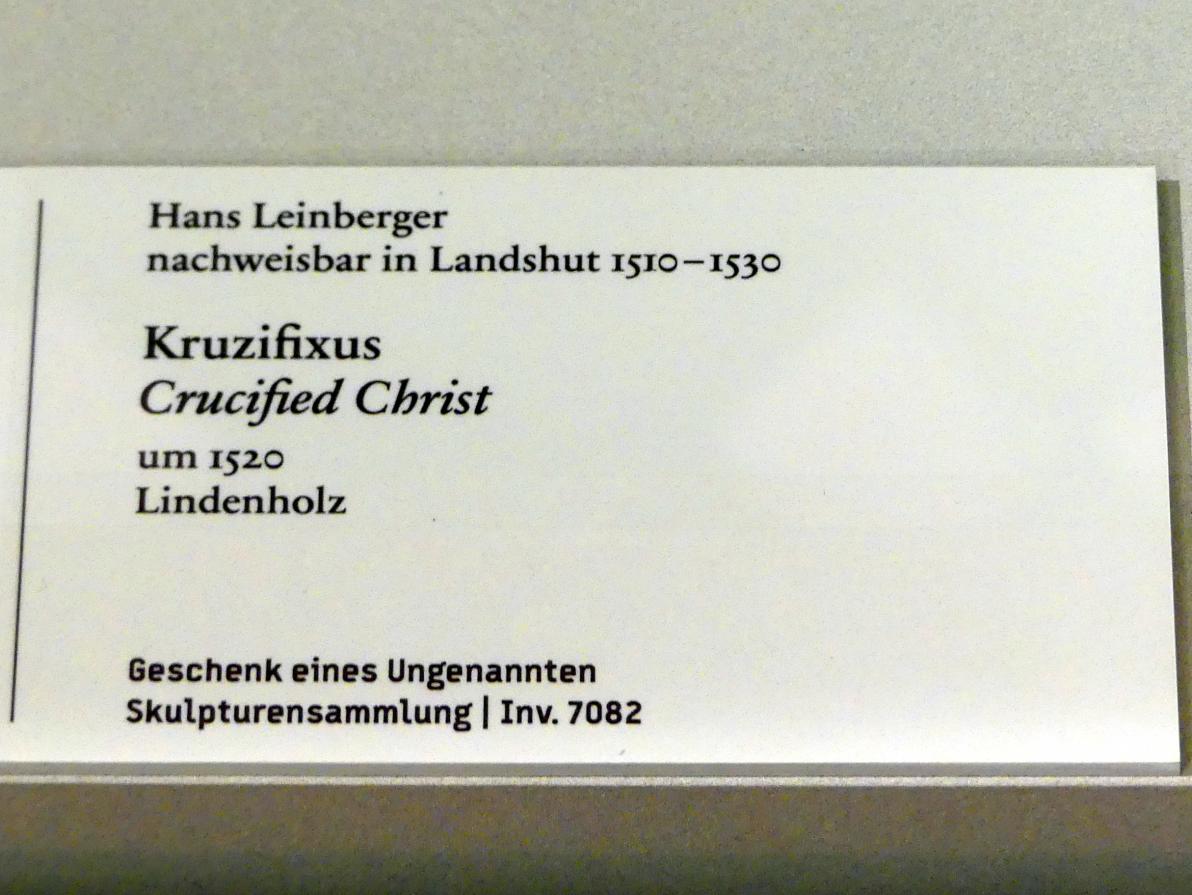 Hans Leinberger
nachweisbar in Landshut 1510–1530
Kruzifixus
Crucified Christ
um 1520
Lindenholz
Geschenk eines Ungenannten
Skulpturensammlung | Inv. 7082